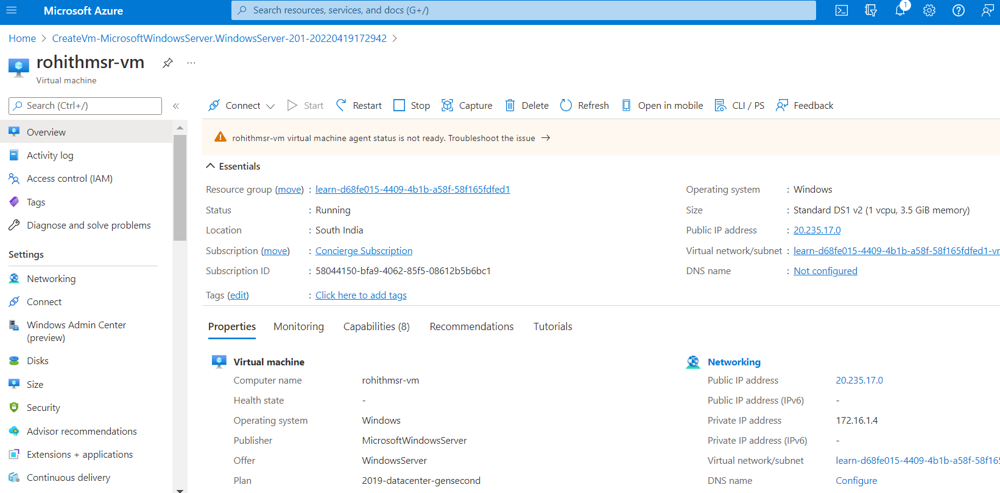 Microsoft Azure
Search resources, services, and docs (G+/)
1
Home > CreateVm-MicrosoftWindowsServer.WindowsServer-201-20220419172942 >
rohithmsr-vm
...
Virtual machine
Search (Ctrl+/)
«
Connect
Start
Restart
Stop
Capture
Delete
Refresh
Open in mobile
CLI / PS
Feedback
Overview
Activity log
Access control (IAM)
Tags
Diagnose and solve problems
Settings
Networking
Connect
Windows Admin Center
(preview)
Disks
Size
Security
Advisor recommendations
Extensions + applications
Continuous delivery
rohithmsr-vm virtual machine agent status is not ready. Troubleshoot the issue →
Essentials
Resource group (move) : learn-d68fe015-4409-4b1b-a58f-58f165fdfed1
Status : Running
Location : South India
Subscription (move) : Concierge Subscription
Subscription ID : 58044150-bfa9-4062-85f5-08612b5b6bc1
Tags (edit) : Click here to add tags
Operating system : Windows
Size : Standard DS1 v2 (1 vcpu, 3.5 GiB memory)
Public IP address : 20.235.17.0
Virtual network/subnet : learn-d68fe015-4409-4b1b-a58f-58f165fdfed1-vn
DNS name : Not configured
Properties
Monitoring
Capabilities (8)
Recommendations
Tutorials
Virtual machine
Computer name rohithmsr-vm
Health state -
Operating system Windows
Publisher MicrosoftWindowsServer
Offer WindowsServer
Plan 2019-datacenter-gensecond
Networking
Public IP address 20.235.17.0
Public IP address (IPv6) -
Private IP address 172.16.1.4
Private IP address (IPv6) -
Virtual network/subnet learn-d68fe015-4409-4b1b-a58f-58f165
DNS name Configure